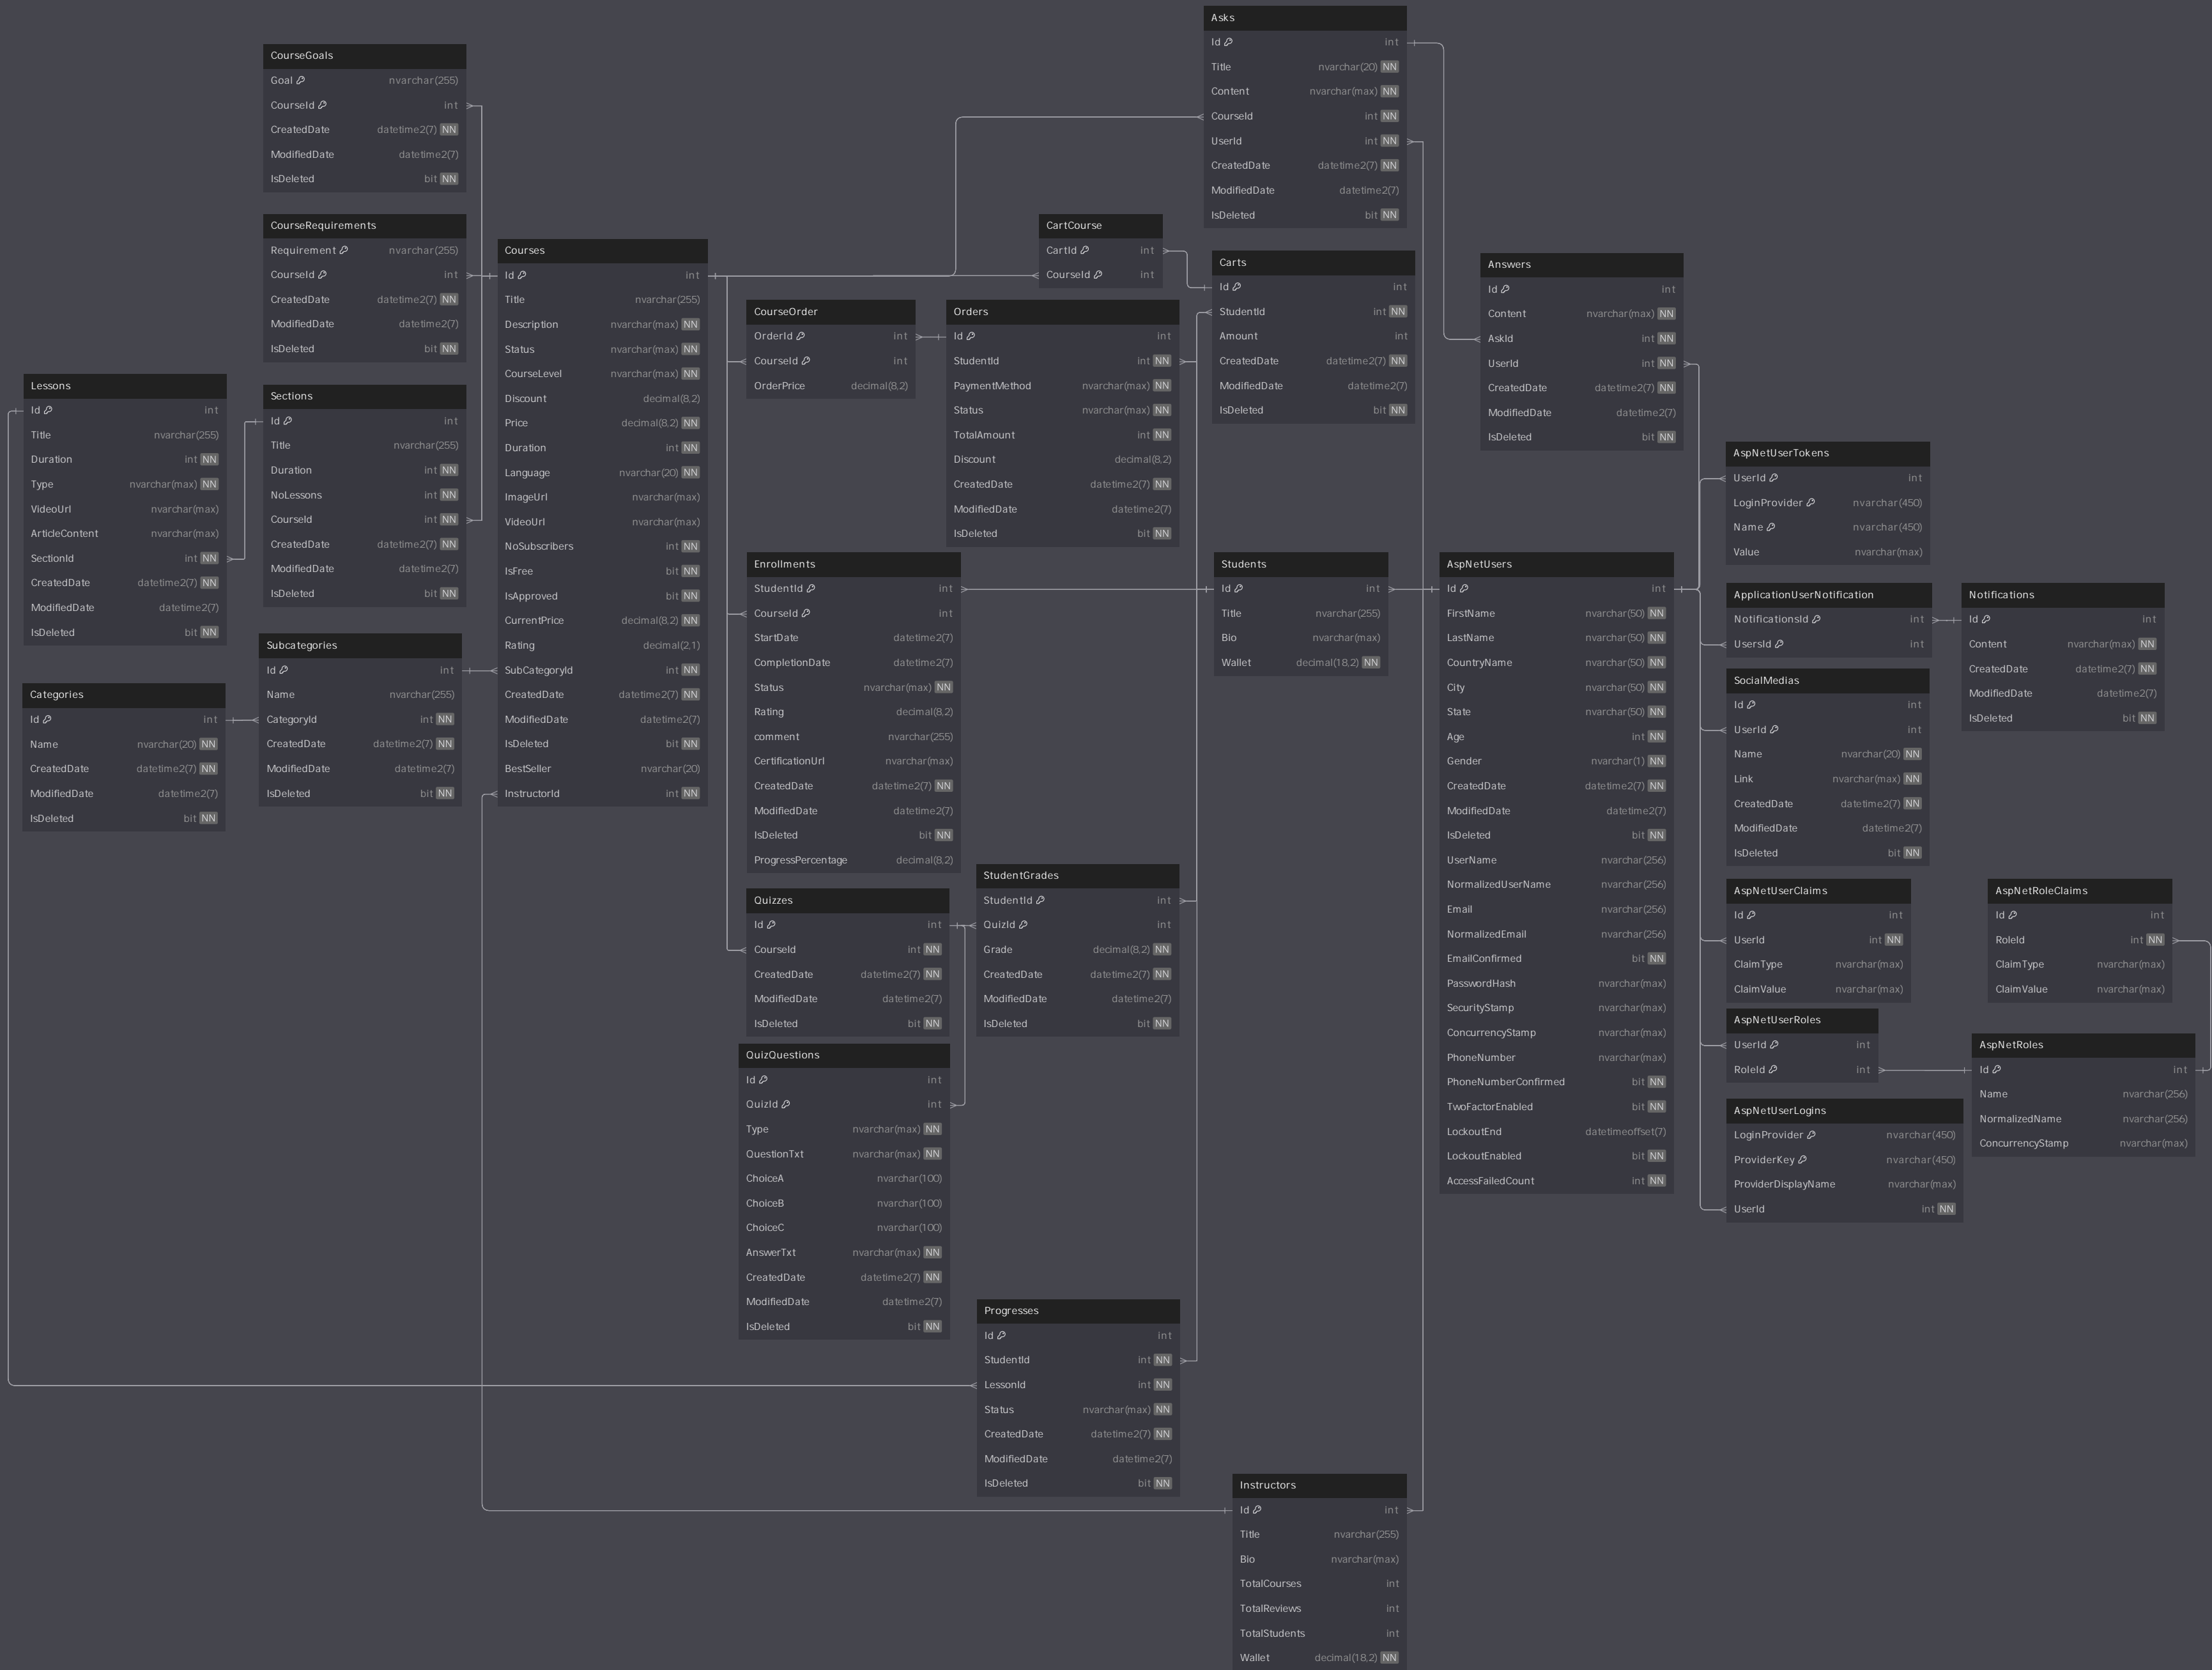 Asks
Id int
Title nvarchar(20) NN
Content nvarchar(max) NN
CourseId int NN
UserId int NN
CreatedDate datetime2(7) NN
ModifiedDate datetime2(7)
IsDeleted bit NN
CourseGoals
Goal nvarchar(255)
CourseId int
CreatedDate datetime2(7) NN
ModifiedDate datetime2(7)
IsDeleted bit NN
CourseRequirements
Requirement nvarchar(255)
CourseId int
CreatedDate datetime2(7) NN
ModifiedDate datetime2(7)
IsDeleted bit NN
Courses
Id int
Title nvarchar(255)
Description nvarchar(max) NN
Status nvarchar(max) NN
CourseLevel nvarchar(max) NN
Discount decimal(8,2)
Price decimal(8,2) NN
Duration int NN
Language nvarchar(20) NN
ImageUrl nvarchar(max)
VideoUrl nvarchar(max)
NoSubscribers int NN
IsFree bit NN
IsApproved bit NN
CurrentPrice decimal(8,2) NN
Rating decimal(2,1)
SubCategoryId int NN
CreatedDate datetime2(7) NN
ModifiedDate datetime2(7)
IsDeleted bit NN
BestSeller nvarchar(20)
InstructorId int NN
CartCourse
CartId int
CourseId int
Carts
Id int
StudentId int NN
Amount int
CreatedDate datetime2(7) NN
ModifiedDate datetime2(7)
IsDeleted bit NN
Answers
Id int
Content nvarchar(max) NN
AskId int NN
UserId int NN
CreatedDate datetime2(7) NN
ModifiedDate datetime2(7)
IsDeleted bit NN
CourseOrder
OrderId int
CourseId int
OrderPrice decimal(8,2)
Orders
Id int
StudentId int NN
PaymentMethod nvarchar(max) NN
Status nvarchar(max) NN
TotalAmount int NN
Discount decimal(8,2)
CreatedDate datetime2(7) NN
ModifiedDate datetime2(7)
IsDeleted bit NN
Lessons
Id int
Title nvarchar(255)
Duration int NN
Type nvarchar(max) NN
VideoUrl nvarchar(max)
ArticleContent nvarchar(max)
SectionId int NN
CreatedDate datetime2(7) NN
ModifiedDate datetime2(7)
IsDeleted bit NN
Sections
Id int
Title nvarchar(255)
Duration int NN
NoLessons int NN
CourseId int NN
CreatedDate datetime2(7) NN
ModifiedDate datetime2(7)
IsDeleted bit NN
AspNetUserTokens
UserId int
LoginProvider nvarchar(450)
Name nvarchar(450)
Value nvarchar(max)
Enrollments
StudentId int
CourseId int
StartDate datetime2(7)
CompletionDate datetime2(7)
Status nvarchar(max) NN
Rating decimal(8,2)
comment nvarchar(255)
CertificationUrl nvarchar(max)
CreatedDate datetime2(7) NN
ModifiedDate datetime2(7)
IsDeleted bit NN
ProgressPercentage decimal(8,2)
Students
Id int
Title nvarchar(255)
Bio nvarchar(max)
Wallet decimal(18,2) NN
AspNetUsers
Id int
FirstName nvarchar(50) NN
LastName nvarchar(50) NN
CountryName nvarchar(50) NN
City nvarchar(50) NN
State nvarchar(50) NN
Age int NN
Gender nvarchar(1) NN
CreatedDate datetime2(7) NN
ModifiedDate datetime2(7)
IsDeleted bit NN
UserName nvarchar(256)
NormalizedUserName nvarchar(256)
Email nvarchar(256)
NormalizedEmail nvarchar(256)
EmailConfirmed bit NN
PasswordHash nvarchar(max)
SecurityStamp nvarchar(max)
ConcurrencyStamp nvarchar(max)
PhoneNumber nvarchar(max)
PhoneNumberConfirmed bit NN
TwoFactorEnabled bit NN
LockoutEnd datetimeoffset(7)
LockoutEnabled bit NN
AccessFailedCount int NN
ApplicationUserNotification
NotificationsId int
UsersId int
Notifications
Id int
Content nvarchar(max) NN
CreatedDate datetime2(7) NN
ModifiedDate datetime2(7)
IsDeleted bit NN
Subcategories
Id int
Name nvarchar(255)
CategoryId int NN
CreatedDate datetime2(7) NN
ModifiedDate datetime2(7)
IsDeleted bit NN
Categories
Id int
Name nvarchar(20) NN
CreatedDate datetime2(7) NN
ModifiedDate datetime2(7)
IsDeleted bit NN
SocialMedias
Id int
UserId int
Name nvarchar(20) NN
Link nvarchar(max) NN
CreatedDate datetime2(7) NN
ModifiedDate datetime2(7)
IsDeleted bit NN
StudentGrades
StudentId int
QuizId int
Grade decimal(8,2) NN
CreatedDate datetime2(7) NN
ModifiedDate datetime2(7)
IsDeleted bit NN
Quizzes
Id int
CourseId int NN
CreatedDate datetime2(7) NN
ModifiedDate datetime2(7)
IsDeleted bit NN
AspNetUserClaims
Id int
UserId int NN
ClaimType nvarchar(max)
ClaimValue nvarchar(max)
AspNetRoleClaims
Id int
RoleId int NN
ClaimType nvarchar(max)
ClaimValue nvarchar(max)
AspNetUserRoles
UserId int
RoleId int
AspNetRoles
Id int
Name nvarchar(256)
NormalizedName nvarchar(256)
ConcurrencyStamp nvarchar(max)
QuizQuestions
Id int
QuizId int
Type nvarchar(max) NN
QuestionTxt nvarchar(max) NN
ChoiceA nvarchar(100)
ChoiceB nvarchar(100)
ChoiceC nvarchar(100)
AnswerTxt nvarchar(max) NN
CreatedDate datetime2(7) NN
ModifiedDate datetime2(7)
IsDeleted bit NN
AspNetUserLogins
LoginProvider nvarchar(450)
ProviderKey nvarchar(450)
ProviderDisplayName nvarchar(max)
UserId int NN
Progresses
Id int
StudentId int NN
LessonId int NN
Status nvarchar(max) NN
CreatedDate datetime2(7) NN
ModifiedDate datetime2(7)
IsDeleted bit NN
Instructors
Id int
Title nvarchar(255)
Bio nvarchar(max)
TotalCourses int
TotalReviews int
TotalStudents int
Wallet decimal(18,2) NN